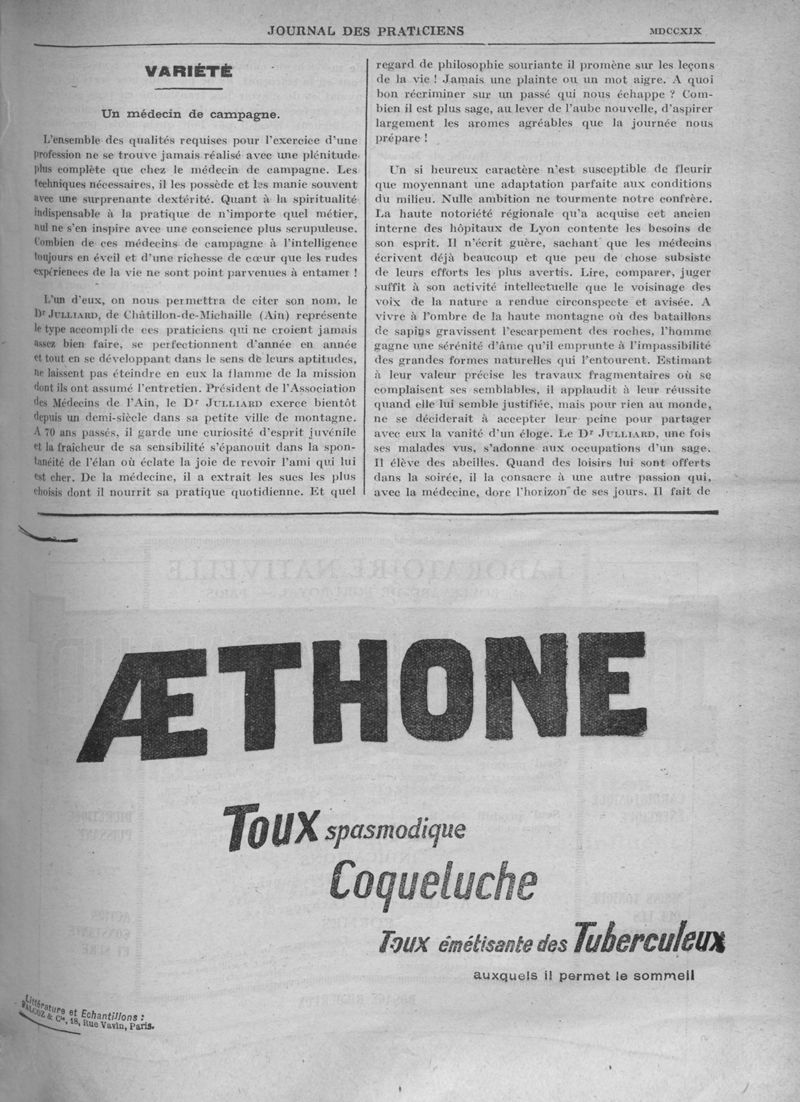 JOURNAL DES PRATICIENS
MDCCXIX
VARIÉTÉ
Un médecin de campagne.
L'ensemble des qualités requises pour l'exercice d'une
profession ne se trouve jamais réalisé avec une plénitude
plus complète que chez le médecin de campagne. Les
techniques nécessaires, il les possède et les manie souvent
avec une surprenante dextérité. Quant à la spiritualité
indispensable à la pratique de n'importe quel métier,
nul ne s'en inspire avec une conscience plus scrupuleuse.
Combien de ces médecins de campagne à l'intelligence
toujours en éveil et d'une richesse de cœur que les rudes
expériences de la vie ne sont point parvenues à entamer !
L'un d'eux, on nous permettra de citer son nom, le
Dr JULLIARD, de Châtillon-de-Michaille (Ain) représente
le type accompli de ces praticiens qui ne croient jamais
assez bien faire, se perfectionnent d'année en année
et tout en se développant dans le sens de leurs aptitudes,
ne laissent pas éteindre en eux la flamme de la mission
dont ils ont assumé l'entretien. Président de l'Association
des Médecins de l'Ain, le Dr JULLIARD exerce bientôt
depuis un demi-siècle dans sa petite ville de montagne.
A 70 ans passés, il garde une curiosité d'esprit juvénile
et la fraîcheur de sa sensibilité s'épanouit dans la spon-
tanéité de l'élan où éclate la joie de revoir l'ami qui lui
est cher. De la médecine, il a extrait les sucs les plus
choisis dont il nourrit sa pratique quotidienne. Et quel
regard de philosophie souriante il promène sur les leçons
de la vie ! Jamais une plainte ou un mot aigre. A quoi
bon récriminer sur un passé qui nous échappe ? Com-
bien il est plus sage, au lever de l'aube nouvelle, d'aspirer
largement les aromes agréables que la journée nous
prépare !
Un si heureux caractère n'est susceptible de fleurir
que moyennant une adaptation parfaite aux conditions
du milieu. Nulle ambition ne tourmente notre confrère.
La haute notoriété régionale qu'a acquise cet ancien
interne des hôpitaux de Lyon contente les besoins de
son esprit. Il n'écrit guère, sachant que les médecins
écrivent déjà beaucoup et que peu de chose subsiste
de leurs efforts les plus avertis. Lire, comparer, juger
suffit à son activité intellectuelle que le voisinage des
voix de la nature a rendue circonspecte et avisée. A
vivre à l'ombre de la haute montagne où des bataillons
de sapins gravissent l'escarpement des roches, l'homme
gagne une sérénité d'âme qu'il emprunte à l'impassibilité
des grandes formes naturelles qui l'entourent. Estimant
à leur valeur précise les travaux fragmentaires où se
complaisent ses semblables, il applaudit à leur réussite
quand elle lui semble justifiée, mais pour rien au monde,
ne se déciderait à accepter leur peine pour partager
avec eux la vanité d'un éloge. Le Dr JULLIARD, une fois
ses malades vus, s'adonne aux occupations d'un sage.
Il élève des abeilles. Quand des loisirs lui sont offerts
dans la soirée, il la consacre à une autre passion qui,
avec la médecine, dore l'horizon de ses jours. Il fait de
ÆTHONE
Toux spasmodique
Coqueluche
Toux émétisante des Tuberculeux
auxquels il permet le sommeil
Littérature et Echantillons :
& Cie, 18, Rue Vavin, Paris.